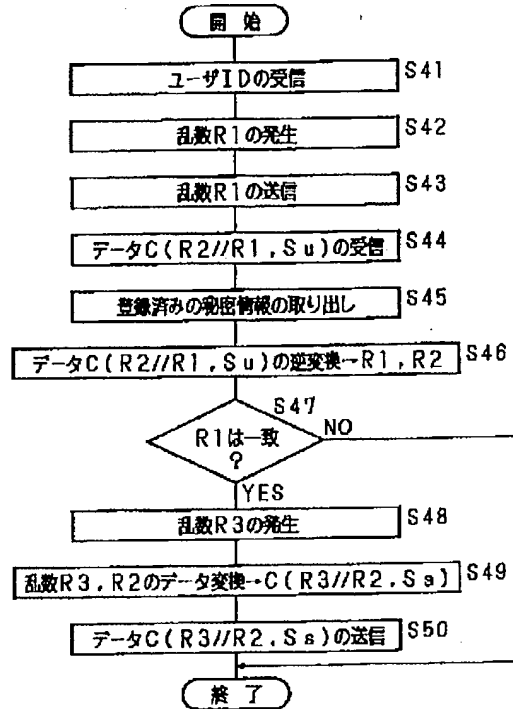 開始
ユーザIDの受信 S41
乱数R1の発生 S42
乱数R1の送信 S43
データC(R2//R1,Su)の受信 S44
登録済みの秘密情報の取り出し S45
データC(R2//R1,Su)の逆変換→R1,R2 S46
S47
R1は一致 NO
?
YES
乱数R3の発生 S48
乱数R3,R2のデータ変換→C(R3//R2,Ss) S49
データC(R3//R2,Ss)の送信 S50
終了